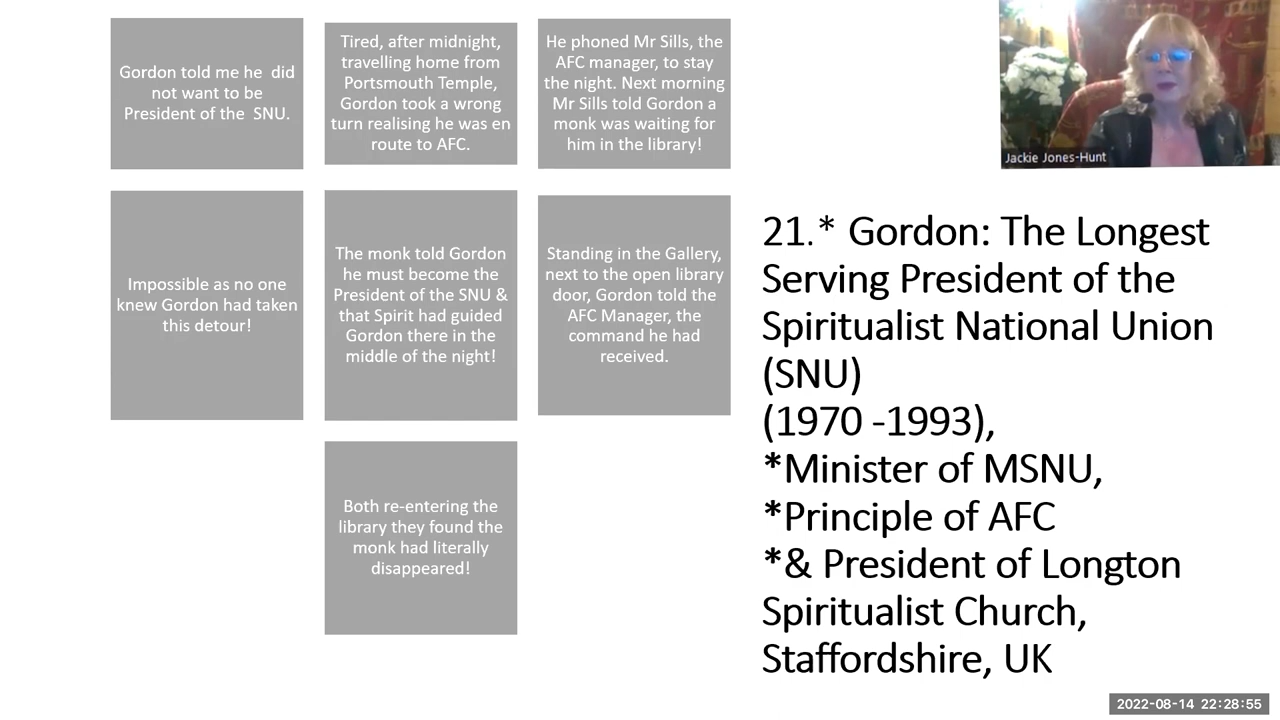 Gordon told me he  did
not want to be
President of the  SNU.
Tired, after midnight,
travelling home from
Portsmouth Temple,
Gordon took a wrong
turn realising he was en
route to AFC.
He phoned Mr Sills, the
AFC manager, to stay
the night. Next morning
Mr Sills told Gordon a
monk was waiting for
him in the library!
Impossible as no one
knew Gordon had taken
this detour!
The monk told Gordon
he must become the
President of the SNU &
that Spirit had guided
Gordon there in the
middle of the night!
Standing in the Gallery,
next to the open library
door, Gordon told the
AFC Manager, the
command he had
received.
Both re-entering the
library they found the
monk had literally
disappeared!
Jackie Jones-Hunt
21.* Gordon: The Longest
Serving President of the
Spiritualist National Union
(SNU)
(1970 -1993),
*Minister of MSNU,
*Principle of AFC
*& President of Longton
Spiritualist Church,
Staffordshire, UK
2022-08-14 22:28:55